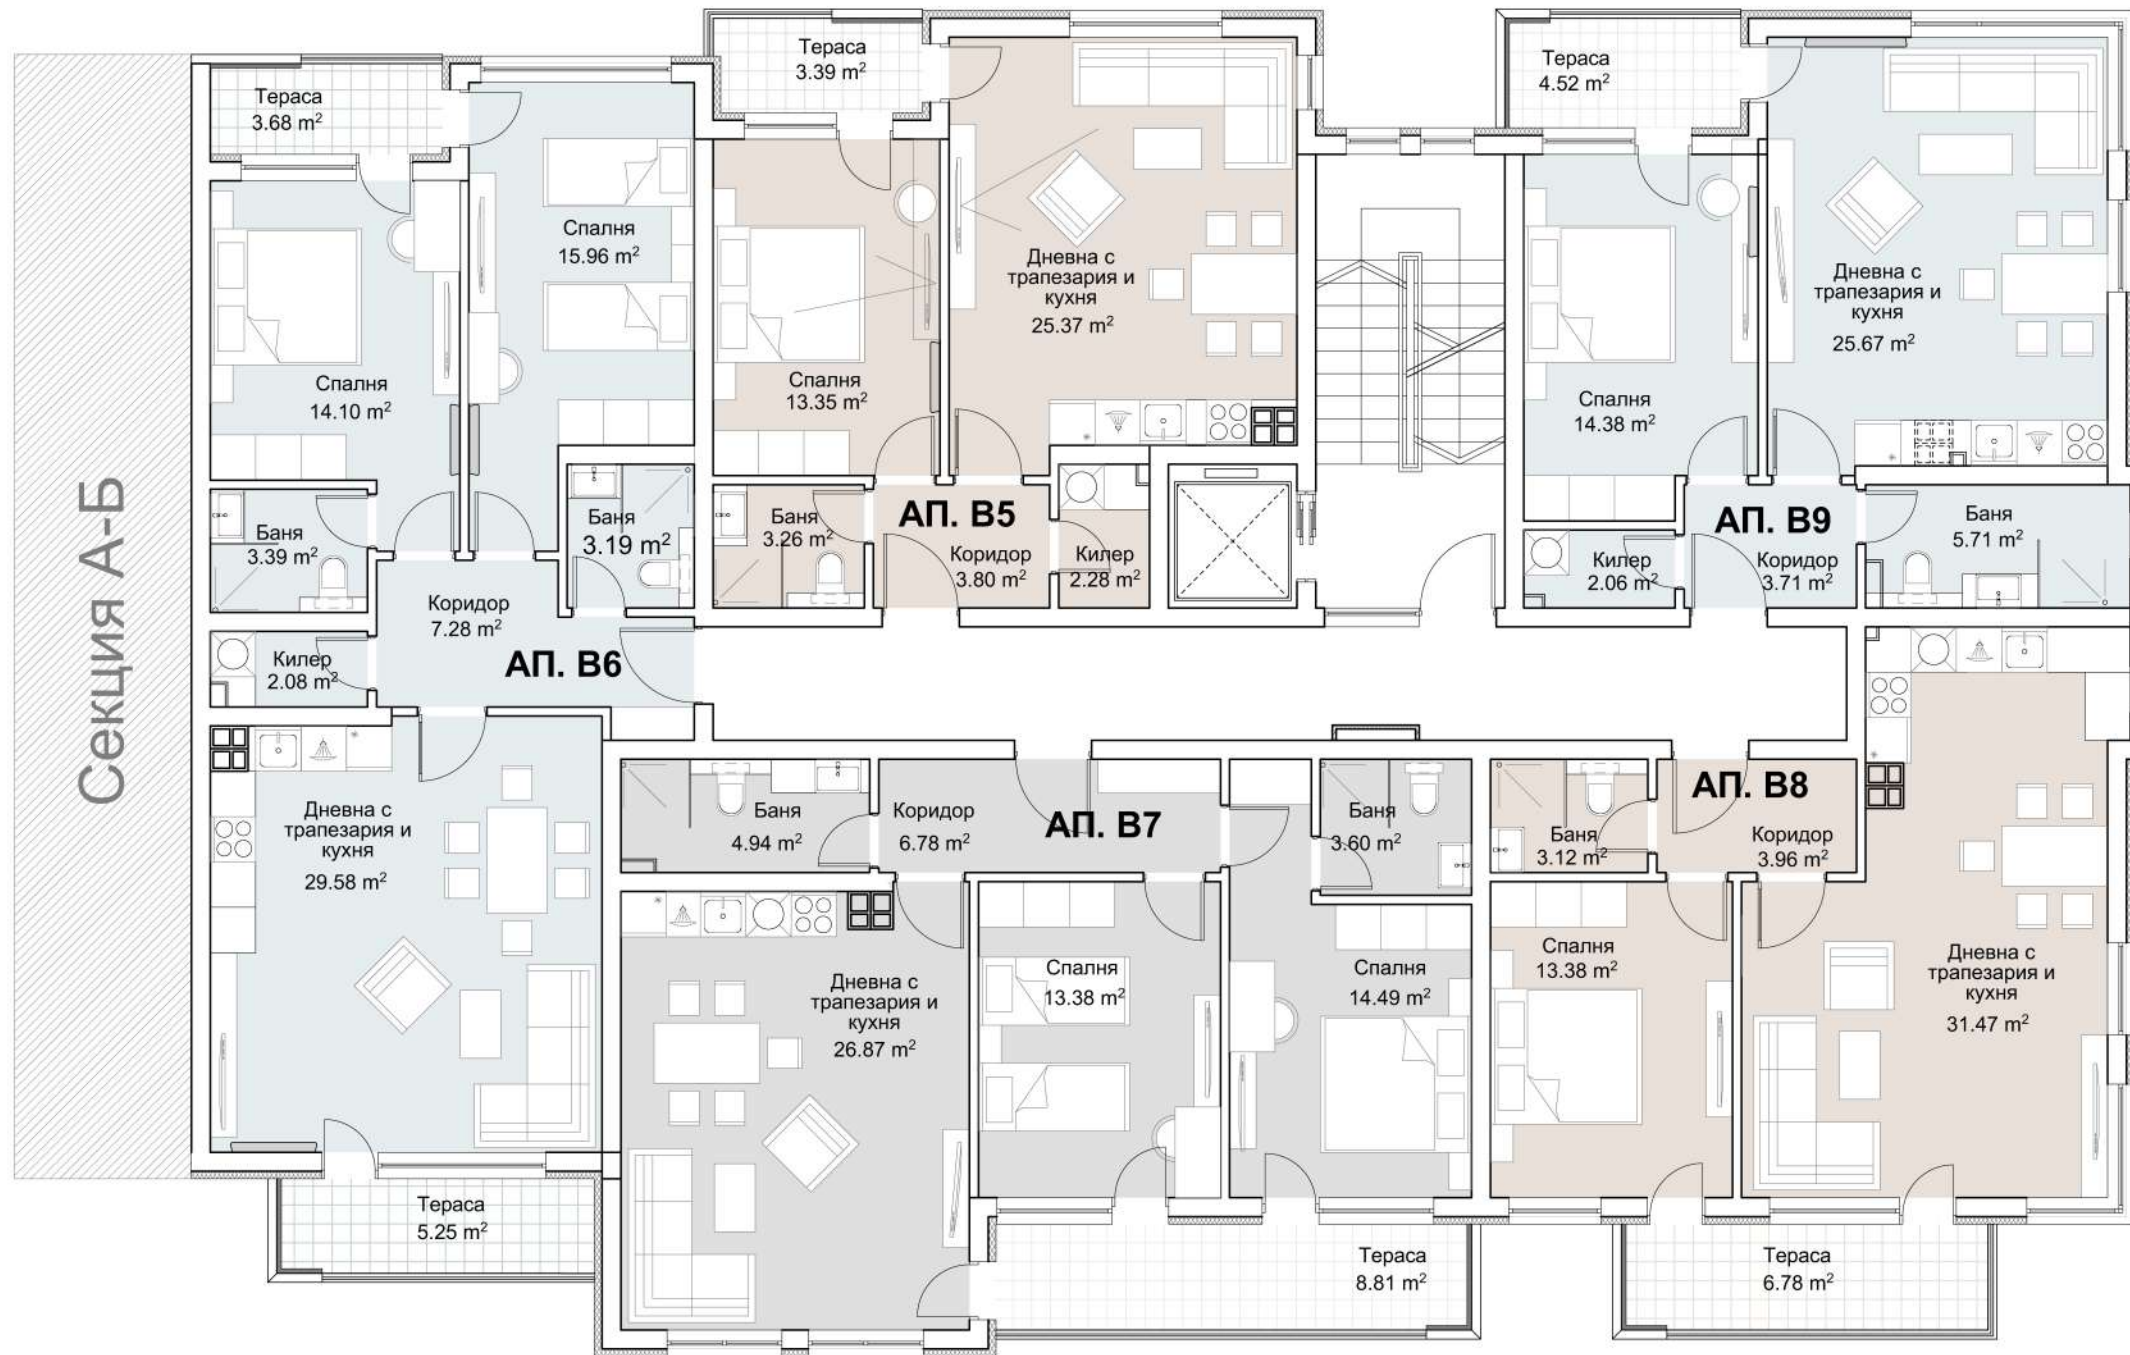 Секция А-Б
Тераса
3.68 m²
Спалня
14.10 m²
Спалня
15.96 m²
Баня
3.39 m²
Баня
3.19 m²
Коридор
7.28 m²
АП. В6
Килер
2.08 m²
Дневна с
трапезария и
кухня
29.58 m²
Тераса
5.25 m²
Тераса
3.39 m²
Спалня
13.35 m²
Дневна с
трапезария и
кухня
25.37 m²
АП. В5
Баня
3.26 m²
Коридор
3.80 m²
Килер
2.28 m²
Тераса
4.52 m²
Спалня
14.38 m²
Дневна с
трапезария и
кухня
25.67 m²
АП. В9
Килер
2.06 m²
Коридор
3.71 m²
Баня
5.71 m²
Баня
4.94 m²
Коридор
6.78 m²
АП. В7
Баня
3.60 m²
Дневна с
трапезария и
кухня
26.87 m²
Спалня
13.38 m²
Спалня
14.49 m²
Тераса
8.81 m²
АП. В8
Баня
3.12 m²
Коридор
3.96 m²
Спалня
13.38 m²
Дневна с
трапезария и
кухня
31.47 m²
Тераса
6.78 m²